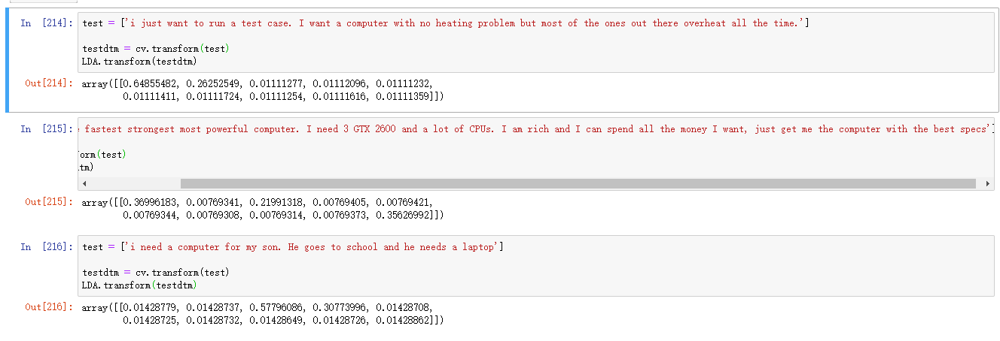 In [214]: test = ['i just want to run a test case. I want a computer with no heating problem but most of the ones out there overheat all the time.']
testdtm = cv.transform(test)
LDA.transform(testdtm)
Out[214]: array([[0.64855482, 0.26252549, 0.01111277, 0.01112096, 0.01111232,
0.01111411, 0.01111724, 0.01111254, 0.01111616, 0.01111359]])
In [215]: fastest strongest most powerful computer. I need 3 GTX 2600 and a lot of CPUs. I am rich and I can spend all the money I want, just get me the computer with the best specs']
orm(test)
tm)
Out[215]: array([[0.36996183, 0.00769341, 0.21991318, 0.00769405, 0.00769421,
0.00769344, 0.00769308, 0.00769314, 0.00769373, 0.35626992]])
In [216]: test = ['i need a computer for my son. He goes to school and he needs a laptop']
testdtm = cv.transform(test)
LDA.transform(testdtm)
Out[216]: array([[0.01428779, 0.01428737, 0.57796086, 0.30773996, 0.01428708,
0.01428725, 0.01428732, 0.01428649, 0.01428726, 0.01428862]])